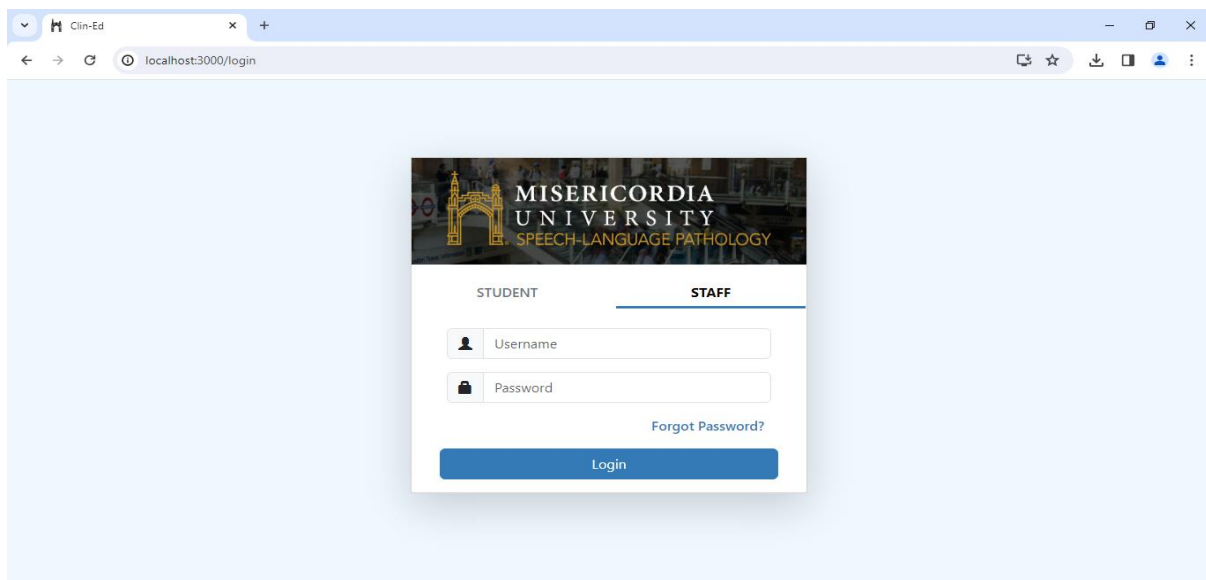 Clin-Ed
localhost:3000/login
MISERICORDIA
UNIVERSITY
SPEECH-LANGUAGE PATHOLOGY
STUDENT STAFF
Username
Password
Forgot Password?
Login